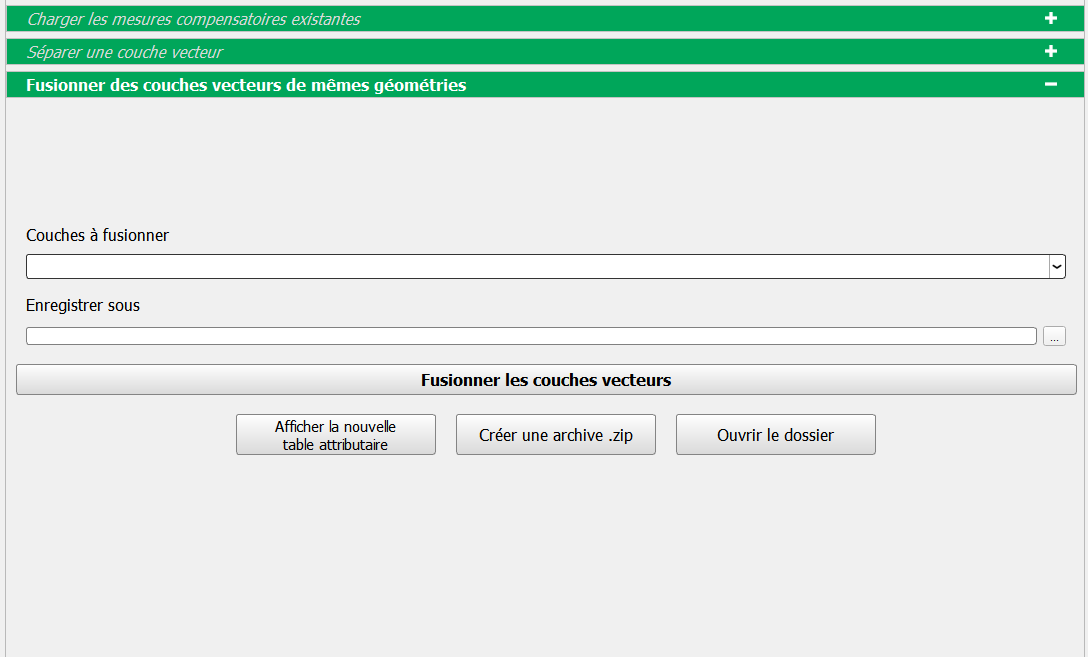 Charger les mesures compensatoires existantes
Séparer une couche vecteur
Fusionner des couches vecteurs de mêmes géométries
Couches à fusionner
Enregistrer sous
...
Fusionner les couches vecteurs
Afficher la nouvelle
table attributaire
Créer une archive .zip
Ouvrir le dossier